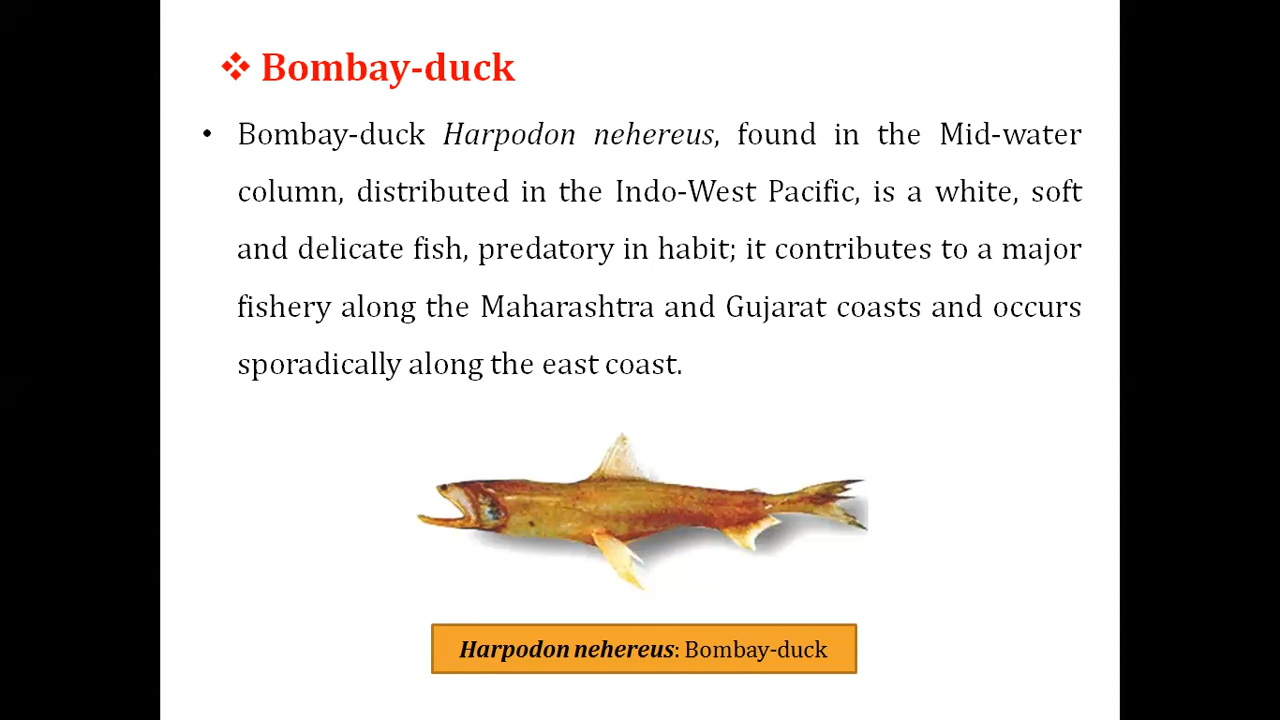 ❖ Bombay-duck
• Bombay-duck Harpodon nehereus, found in the Mid-water
column, distributed in the Indo-West Pacific, is a white, soft
and delicate fish, predatory in habit; it contributes to a major
fishery along the Maharashtra and Gujarat coasts and occurs
sporadically along the east coast.
Harpodon nehereus: Bombay-duck